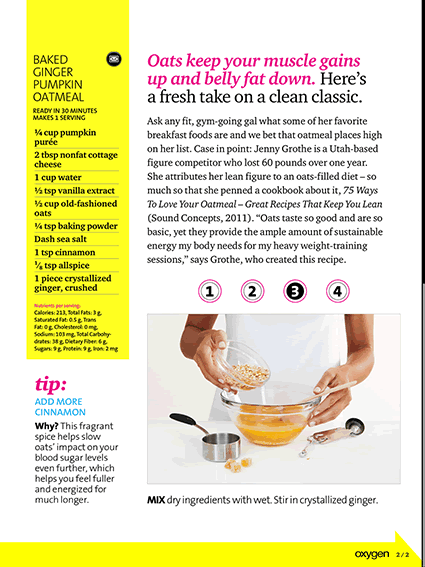 BAKED
GINGER
PUMPKIN
OATMEAL
READY IN 30 MINUTES
MAKES 1 SERVING
¼ cup pumpkin
purée
2 tbsp nonfat cottage
cheese
1 cup water
½ tsp vanilla extract
½ cup old-fashioned
oats
¼ tsp baking powder
Dash sea salt
1 tsp cinnamon
⅛ tsp allspice
1 piece crystallized
ginger, crushed
Nutrients per serving:
Calories: 213, Total Fats: 3 g,
Saturated Fat: 0.5 g, Trans
Fat: 0 g, Cholesterol: 0 mg,
Sodium: 103 mg, Total Carbohy-
drates: 38 g, Dietary Fiber: 6 g,
Sugars: 9 g, Protein: 9 g, Iron: 2 mg
tip:
ADD MORE
CINNAMON
Why? This fragrant
spice helps slow
oats’ impact on your
blood sugar levels
even further, which
helps you feel fuller
and energized for
much longer.
Oats keep your muscle gains
up and belly fat down. Here’s
a fresh take on a clean classic.
Ask any fit, gym-going gal what some of her favorite
breakfast foods are and we bet that oatmeal places high
on her list. Case in point: Jenny Grothe is a Utah-based
figure competitor who lost 60 pounds over one year.
She attributes her lean figure to an oats-filled diet – so
much so that she penned a cookbook about it, 75 Ways
To Love Your Oatmeal – Great Recipes That Keep You Lean
(Sound Concepts, 2011). “Oats taste so good and are so
basic, yet they provide the ample amount of sustainable
energy my body needs for my heavy weight-training
sessions,” says Grothe, who created this recipe.
1 2 3 4
MIX dry ingredients with wet. Stir in crystallized ginger.
oxygen 2 / 2